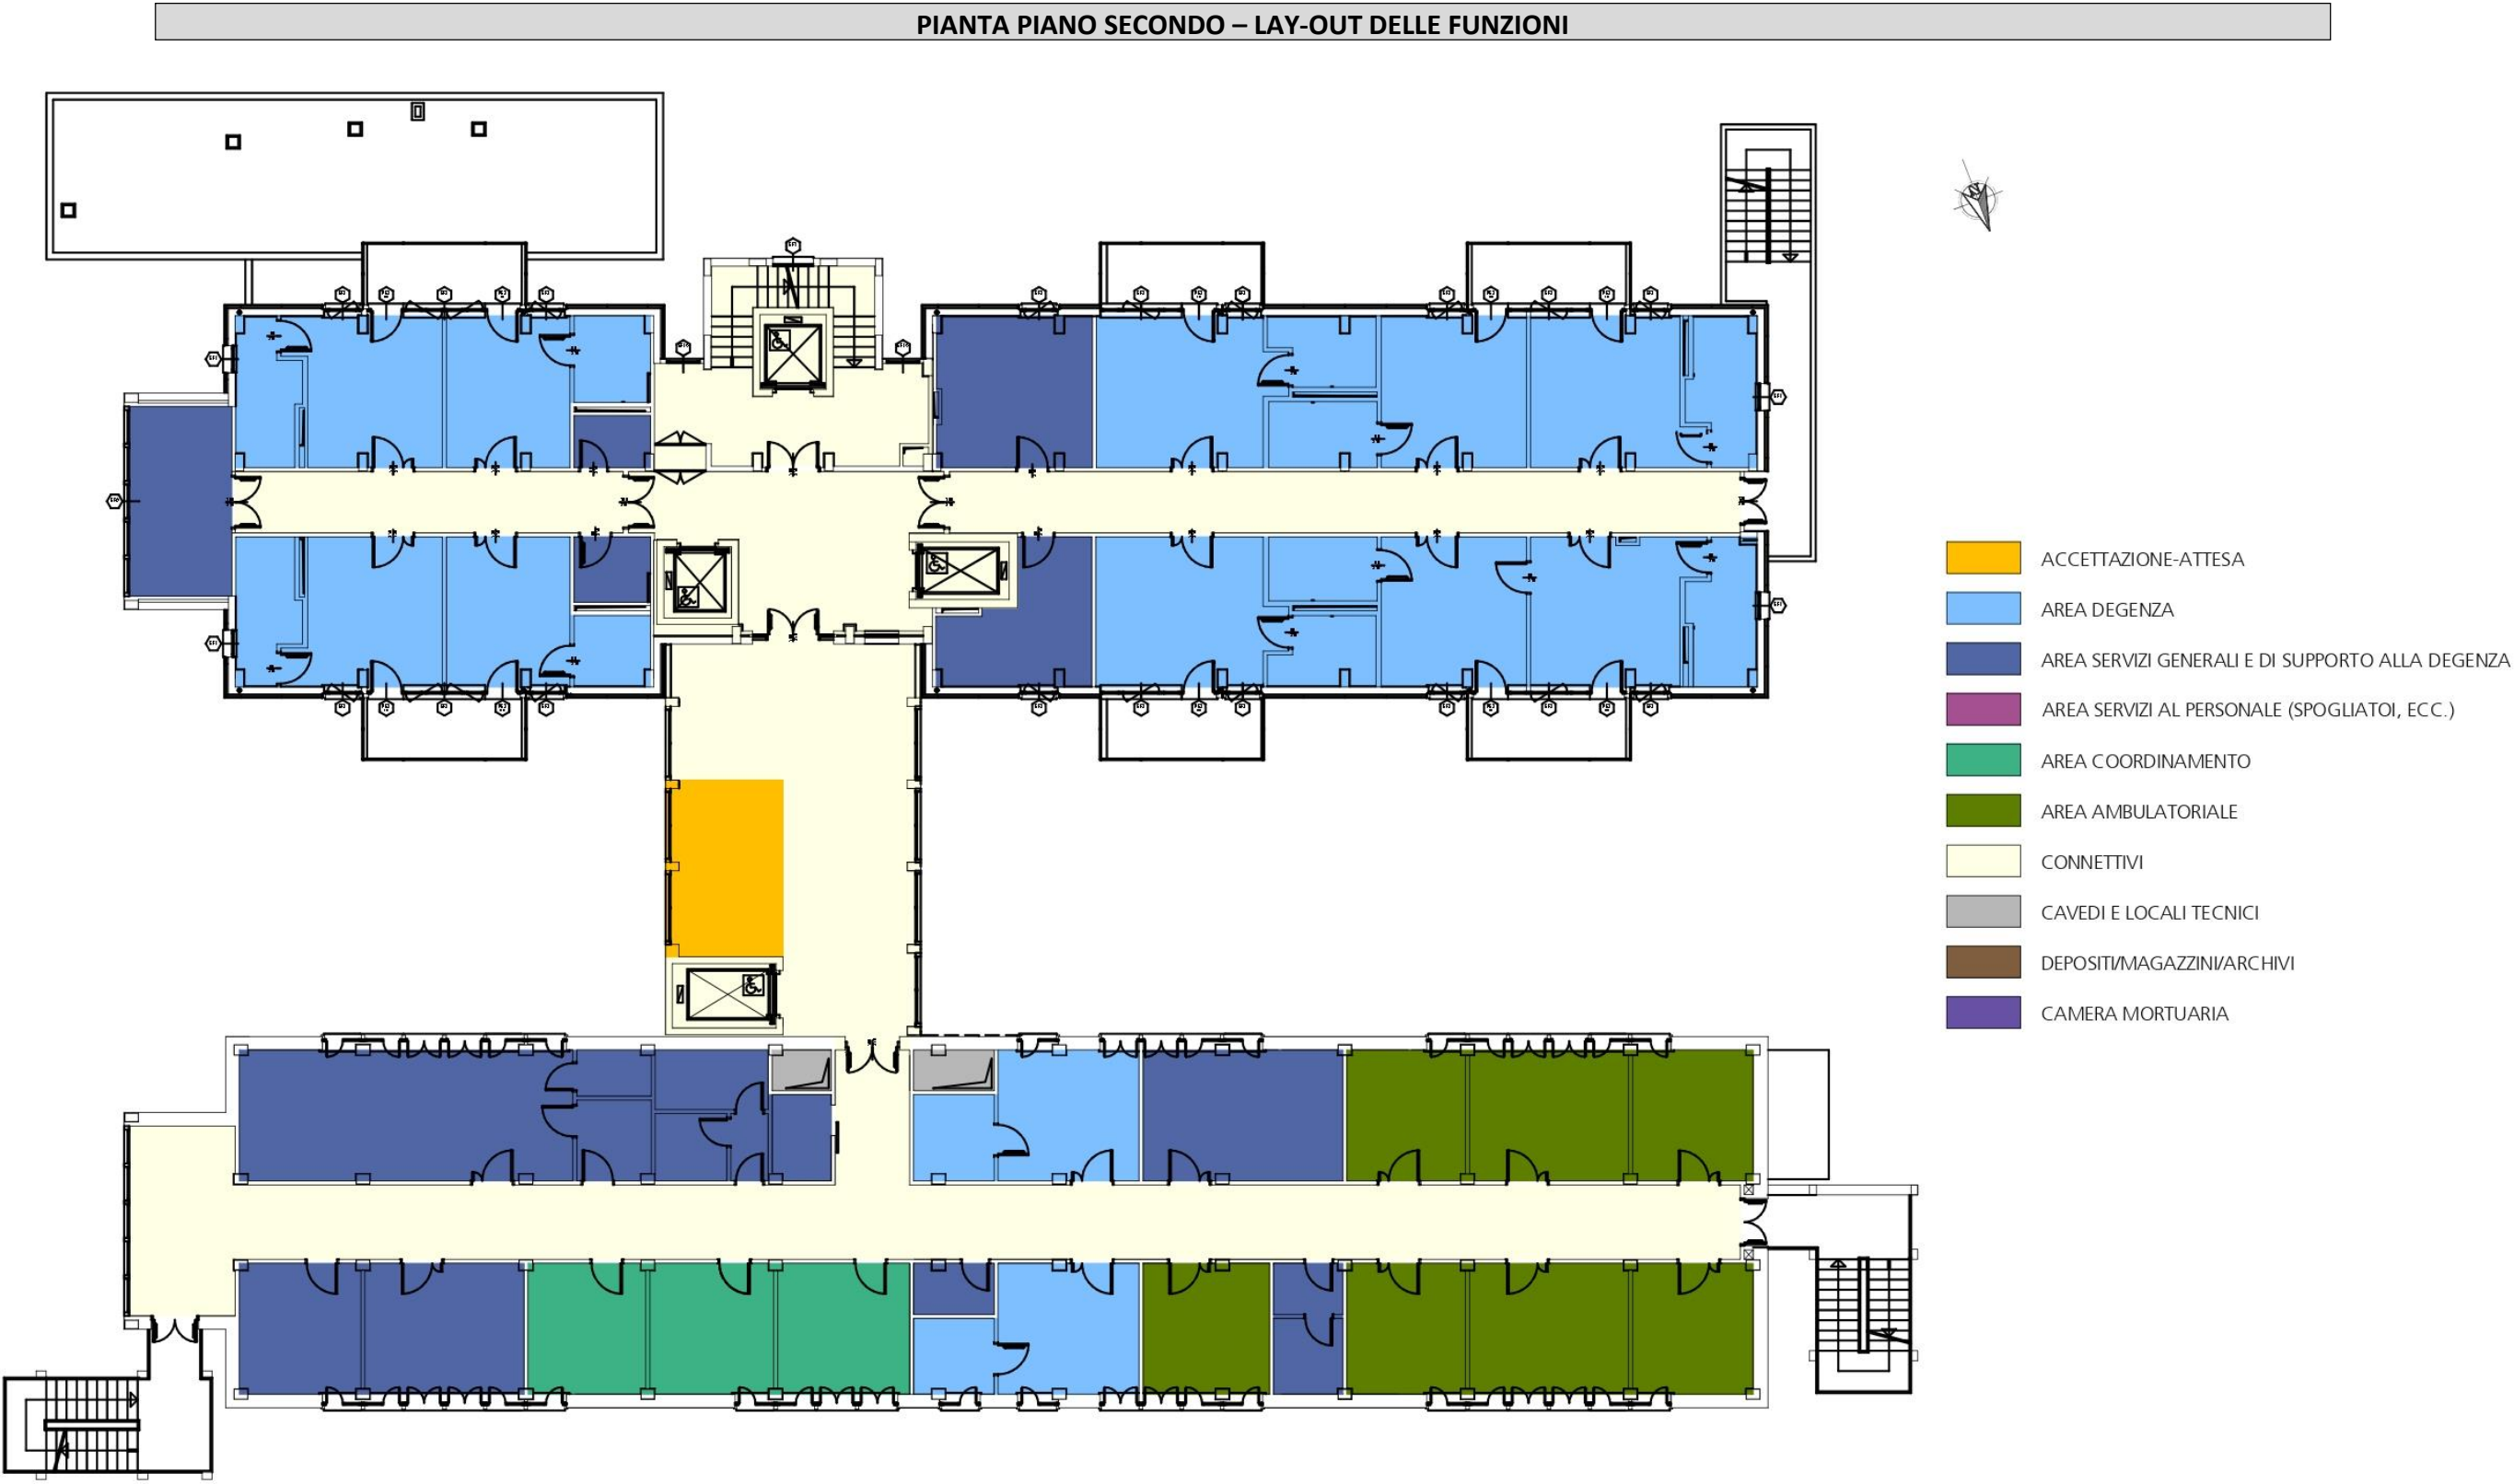 PIANTA PIANO SECONDO – LAY-OUT DELLE FUNZIONI
ACCETTAZIONE-ATTESA
AREA DEGENZA
AREA SERVIZI GENERALI E DI SUPPORTO ALLA DEGENZA
AREA SERVIZI AL PERSONALE (SPOGLIATOI, ECC.)
AREA COORDINAMENTO
AREA AMBULATORIALE
CONNETTIVI
CAVEDI E LOCALI TECNICI
DEPOSITI/MAGAZZINI/ARCHIVI
CAMERA MORTUARIA